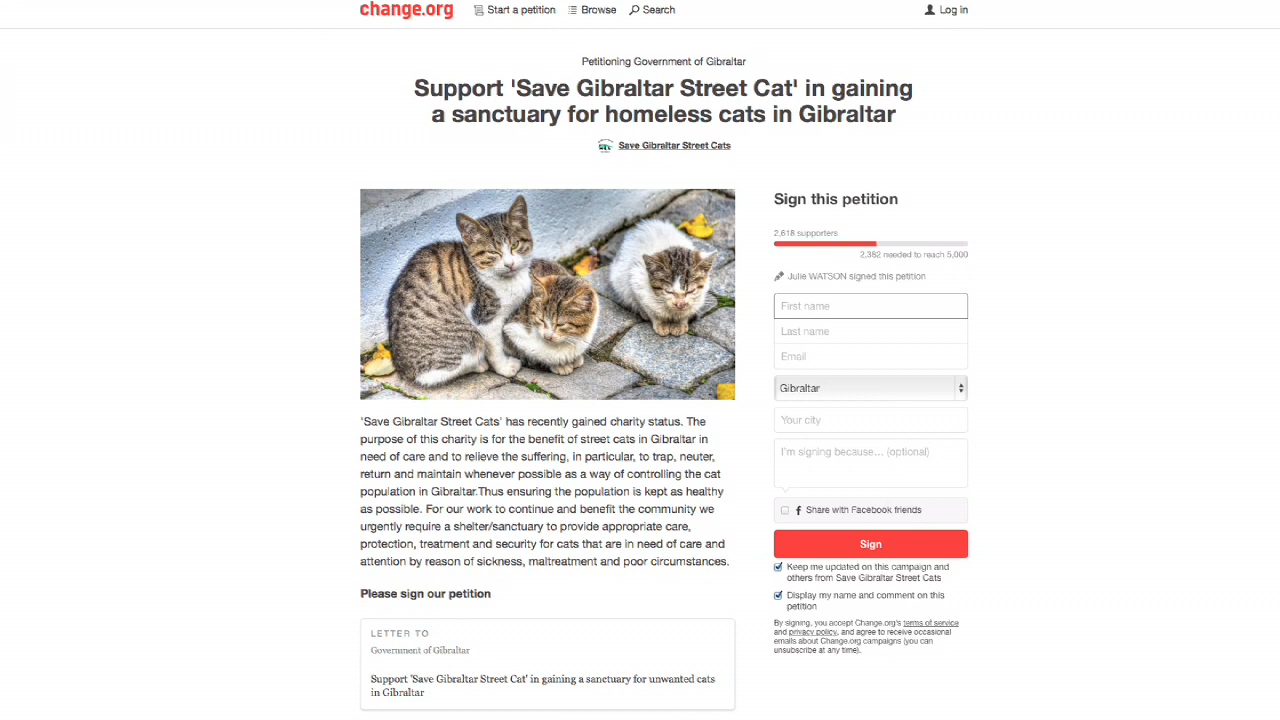 change.org
Start a petition
Browse
Search
Log in
Petitioning Government of Gibraltar
Support 'Save Gibraltar Street Cat' in gaining
a sanctuary for homeless cats in Gibraltar
Save Gibraltar Street Cats
'Save Gibraltar Street Cats' has recently gained charity status. The
purpose of this charity is for the benefit of street cats in Gibraltar in
need of care and to relieve the suffering, in particular, to trap, neuter,
return and maintain whenever possible as a way of controlling the cat
population in Gibraltar.Thus ensuring the population is kept as healthy
as possible. For our work to continue and benefit the community we
urgently require a shelter/sanctuary to provide appropriate care,
protection, treatment and security for cats that are in need of care and
attention by reason of sickness, maltreatment and poor circumstances.
Please sign our petition
LETTER TO
Government of Gibraltar
Support 'Save Gibraltar Street Cat' in gaining a sanctuary for unwanted cats
in Gibraltar
Sign this petition
2,618 supporters
2,382 needed to reach 5,000
Julie WATSON signed this petition
First name
Last name
Email
Gibraltar
Your city
I'm signing because... (optional)
Share with Facebook friends
Sign
Keep me updated on this campaign and
others from Save Gibraltar Street Cats
Display my name and comment on this
petition
By signing, you accept Change.org's terms of service
and privacy policy, and agree to receive occasional
emails about Change.org campaigns (you can
unsubscribe at any time).